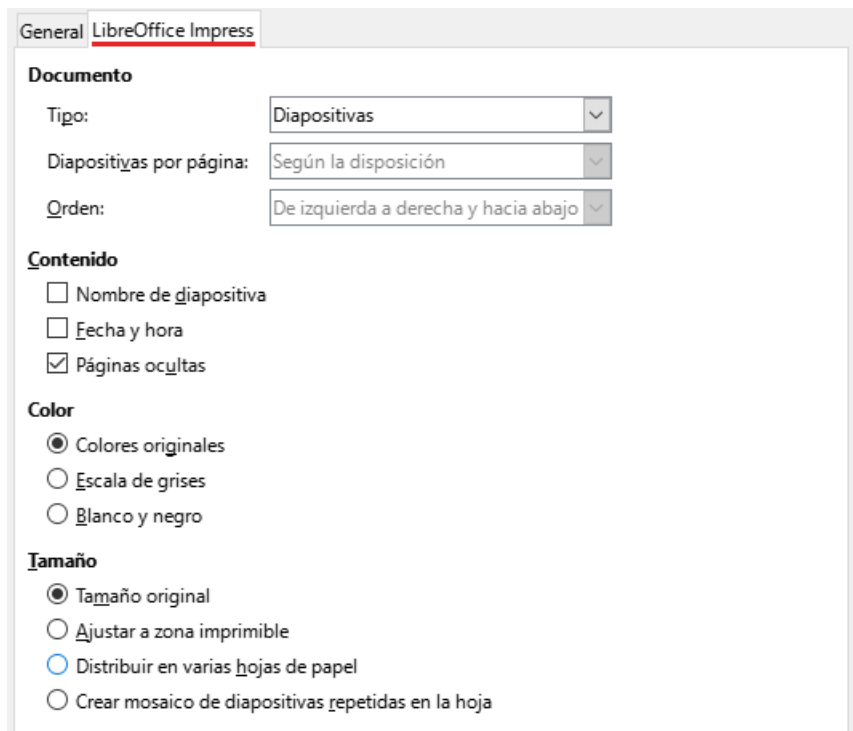 General LibreOffice Impress
Documento
Tipo: Diapositivas
Diapositivas por página: Según la disposición
Orden: De izquierda a derecha y hacia abajo
Contenido
Nombre de diapositiva
Fecha y hora
Páginas ocultas
Color
Colores originales
Escala de grises
Blanco y negro
Tamaño
Tamaño original
Ajustar a zona imprimible
Distribuir en varias hojas de papel
Crear mosaico de diapositivas repetidas en la hoja